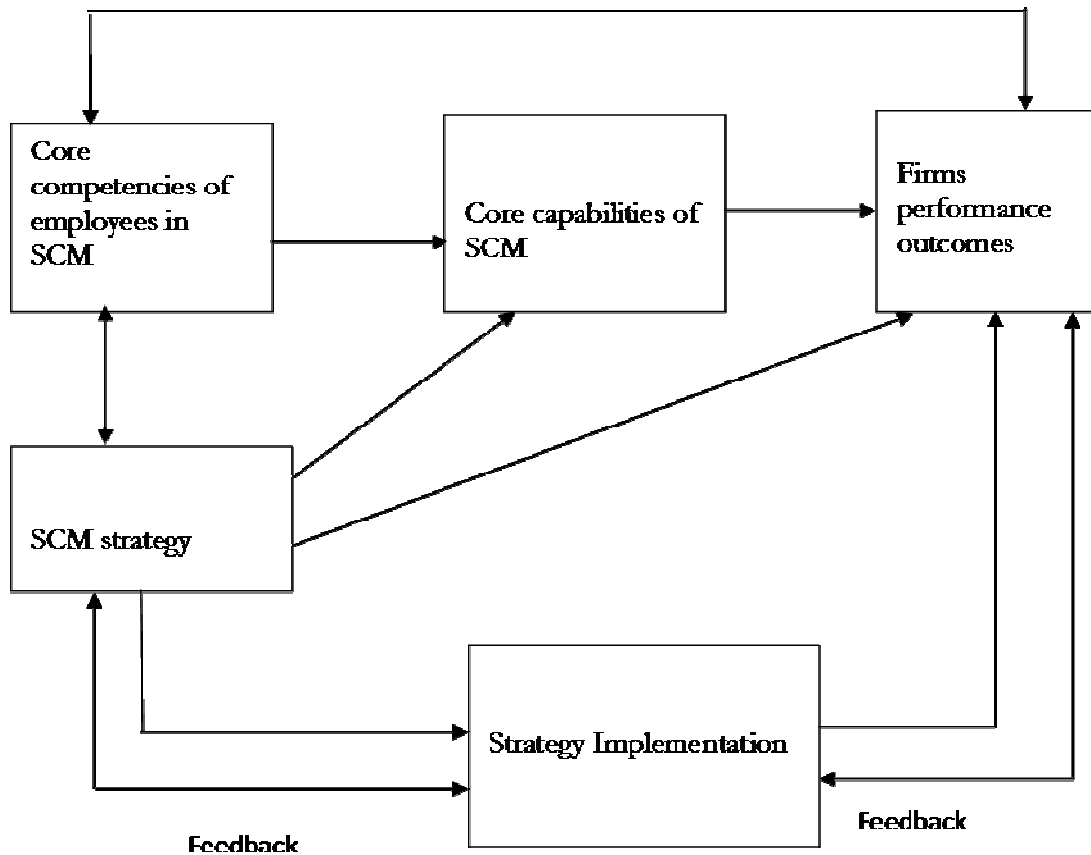 Core
competencies of
employees in
SCM
Core capabilities of
SCM
Firms
performance
outcomes
SCM strategy
Strategy Implementation
Feedback
Feedback